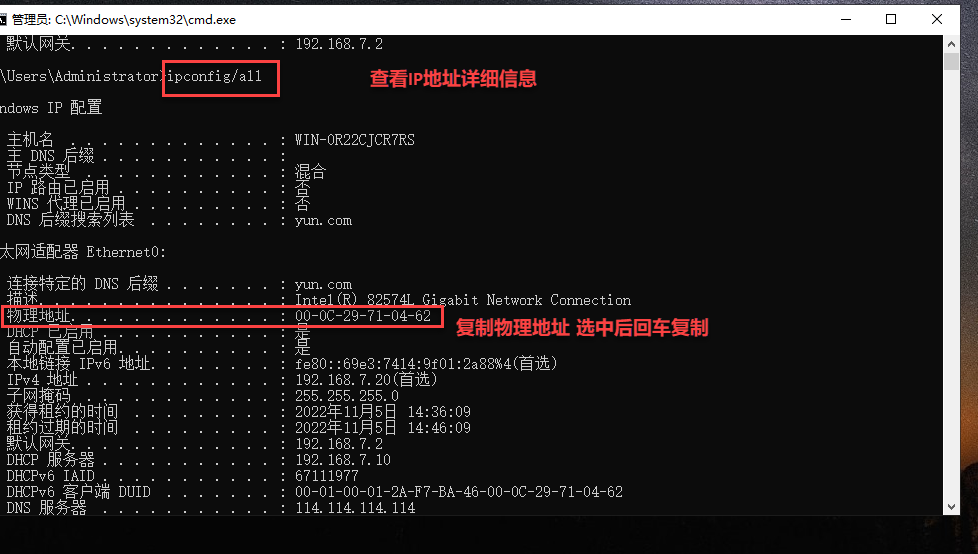 管理员: C:\Windows\system32\cmd.exe
默认网关. . . . . . . . . . . . . : 192.168.7.2
\Users\Administrator>ipconfig/all
查看IP地址详细信息
ndows IP 配置
主机名 . . . . . . . . . . . . . : WIN-0R22CJCR7RS
主 DNS 后缀 . . . . . . . . . . . :
节点类型 . . . . . . . . . . . . : 混合
IP 路由已启用 . . . . . . . . . . : 否
WINS 代理已启用 . . . . . . . . . : 否
DNS 后缀搜索列表 . . . . . . . . : yun.com
太网适配器 Ethernet0:
连接特定的 DNS 后缀 . . . . . . . : yun.com
描述. . . . . . . . . . . . . . . : Intel(R) 82574L Gigabit Network Connection
物理地址. . . . . . . . . . . . . : 00-0C-29-71-04-62
复制物理地址 选中后回车复制
DHCP 已启用 . . . . . . . . . . . : 是
自动配置已启用. . . . . . . . . . : 是
本地链接 IPv6 地址. . . . . . . . : fe80::69e3:7414:9f01:2a88%4(首选)
IPv4 地址 . . . . . . . . . . . . : 192.168.7.20(首选)
子网掩码 . . . . . . . . . . . . : 255.255.255.0
获得租约的时间 . . . . . . . . . : 2022年11月5日 14:36:09
租约过期的时间 . . . . . . . . . : 2022年11月5日 14:46:09
默认网关. . . . . . . . . . . . . : 192.168.7.2
DHCP 服务器 . . . . . . . . . . . : 192.168.7.10
DHCPv6 IAID . . . . . . . . . . . : 67111977
DHCPv6 客户端 DUID . . . . . . . : 00-01-00-01-2A-F7-BA-46-00-0C-29-71-04-62
DNS 服务器 . . . . . . . . . . . : 114.114.114.114